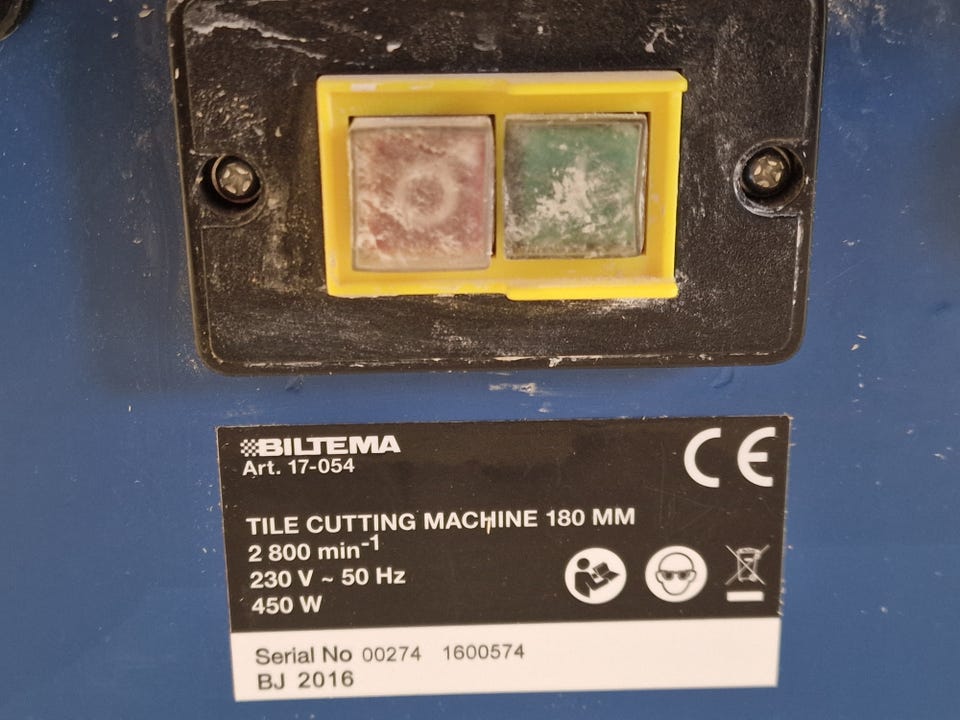 BILTEMA
Art. 17-054
CE
TILE CUTTING MACHINE 180 MM
2 800 min-1
230 V ~ 50 Hz
450 W
Serial No 00274 1600574
BJ 2016